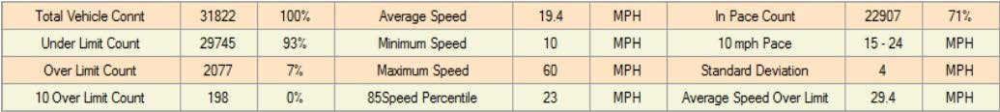 Total Vehicle Connt 31822 100% Average Speed 19.4 MPH In Pace Count 22907 71%
Under Limit Count 29745 93% Minimum Speed 10 MPH 10 mph Pace 15 - 24 MPH
Over Limit Count 2077 7% Maximum Speed 60 MPH Standard Deviation 4 MPH
10 Over Limit Count 198 0% 85Speed Percentile 23 MPH Average Speed Over Limit 29.4 MPH